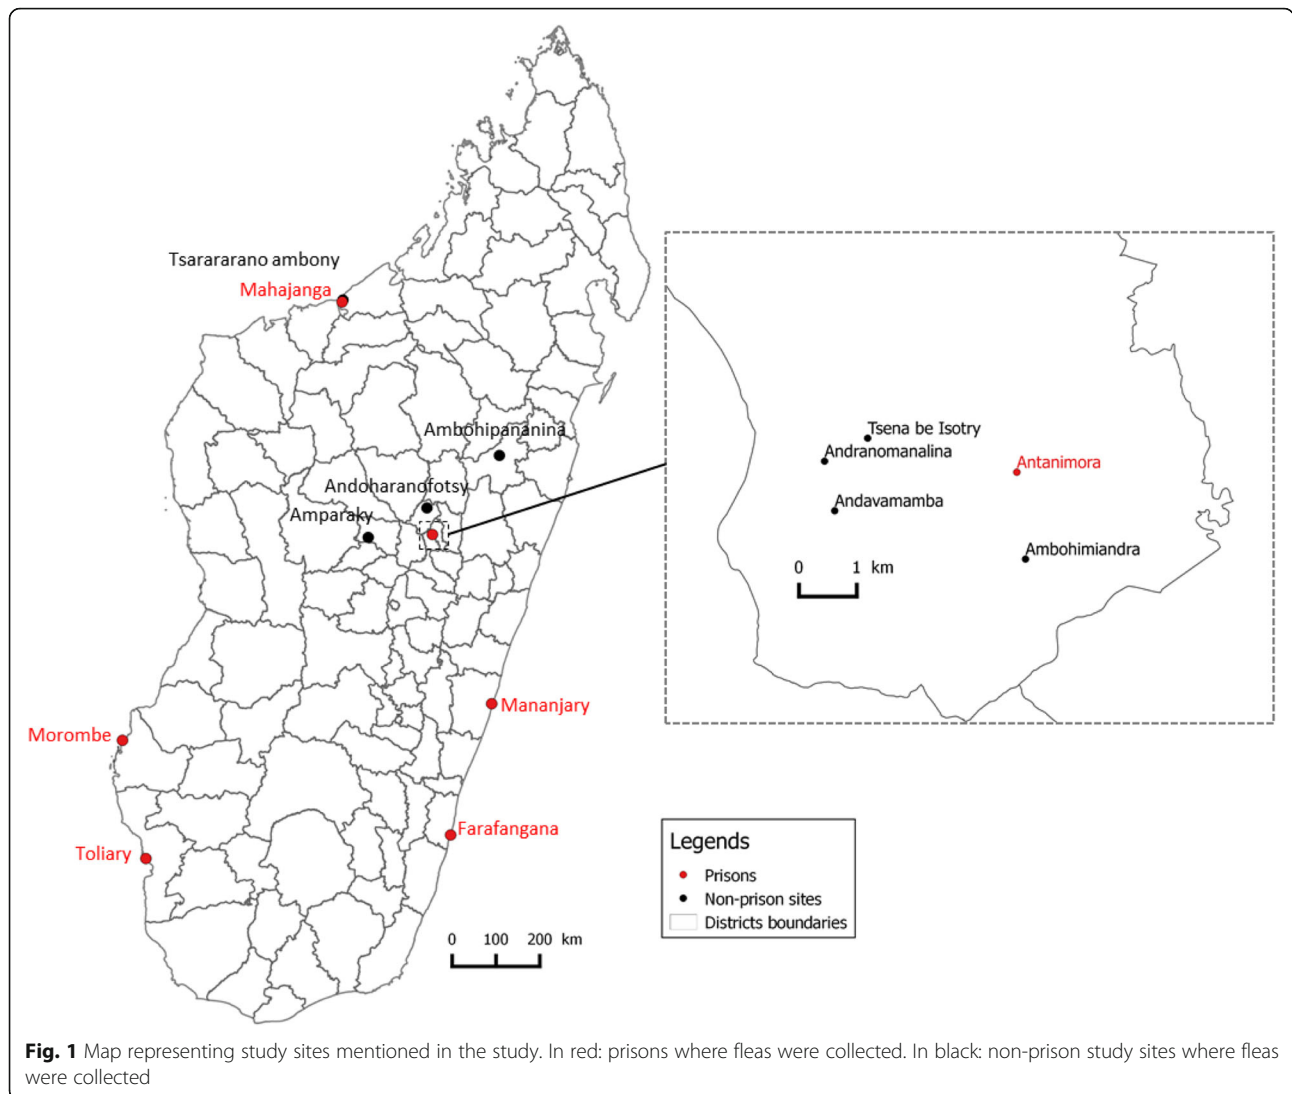 Tsarararano ambony
Mahajanga
Ambohipananina
Andoharanofotsy
Amparaky
Tsena be Isotry
Andranomanalina
Antanimora
Andavamamba
Ambohimiandra
0 1 km
Mananjary
Morombe
Farafangana
Toliary
Legends
Prisons
Non-prison sites
Districts boundaries
0 100 200 km
Fig. 1 Map representing study sites mentioned in the study. In red: prisons where fleas were collected. In black: non-prison study sites where fleas
were collected